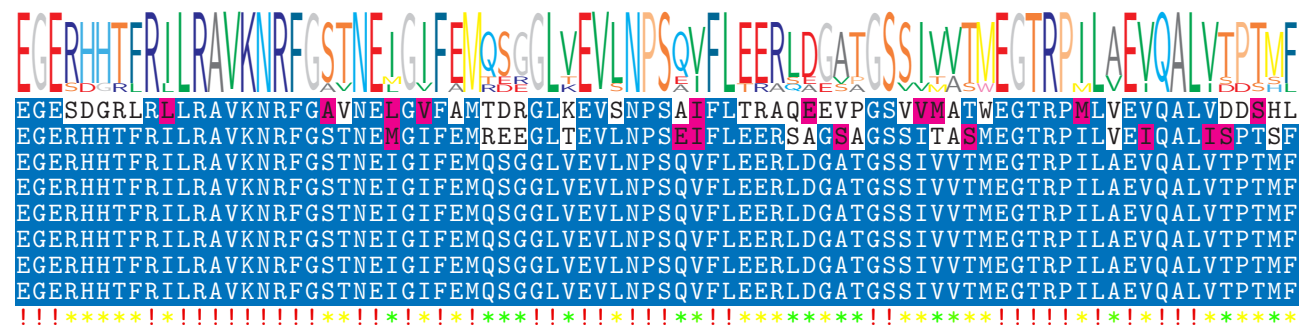 EGERHHTFRILRAVKNRFGSTNEIGIFEMQSGGLVEVLNPSQVFLEERLDGATGSSIVVTMEGTRPILAEVQALVTPTMF
EGESDGRLRLLRAVKNRFGAVNELGVFAMTDRGLKEVSNPSAIFLTRAQEEVPGSVVMATWEGTRPMLVEVQALVDDSHL
EGERHHTFRILRAVKNRFGSTNEMGIFEMREEGLTEVLNPSEIFLEERSAGSAGSSITASMEGTRPILVEIQALISPTSF
EGERHHTFRILRAVKNRFGSTNEIGIFEMQSGGLVEVLNPSQVFLEERLDGATGSSIVVTMEGTRPILAEVQALVTPTMF
EGERHHTFRILRAVKNRFGSTNEIGIFEMQSGGLVEVLNPSQVFLEERLDGATGSSIVVTMEGTRPILAEVQALVTPTMF
EGERHHTFRILRAVKNRFGSTNEIGIFEMQSGGLVEVLNPSQVFLEERLDGATGSSIVVTMEGTRPILAEVQALVTPTMF
EGERHHTFRILRAVKNRFGSTNEIGIFEMQSGGLVEVLNPSQVFLEERLDGATGSSIVVTMEGTRPILAEVQALVTPTMF
EGERHHTFRILRAVKNRFGSTNEIGIFEMQSGGLVEVLNPSQVFLEERLDGATGSSIVVTMEGTRPILAEVQALVTPTMF
EGERHHTFRILRAVKNRFGSTNEIGIFEMQSGGLVEVLNPSQVFLEERLDGATGSSIVVTMEGTRPILAEVQALVTPTMF
!!!*****!*!!!!!!!!!**!!*!*!*!***!!*!!*!!!**!!********!!******!!!!!*!*!*!!!******